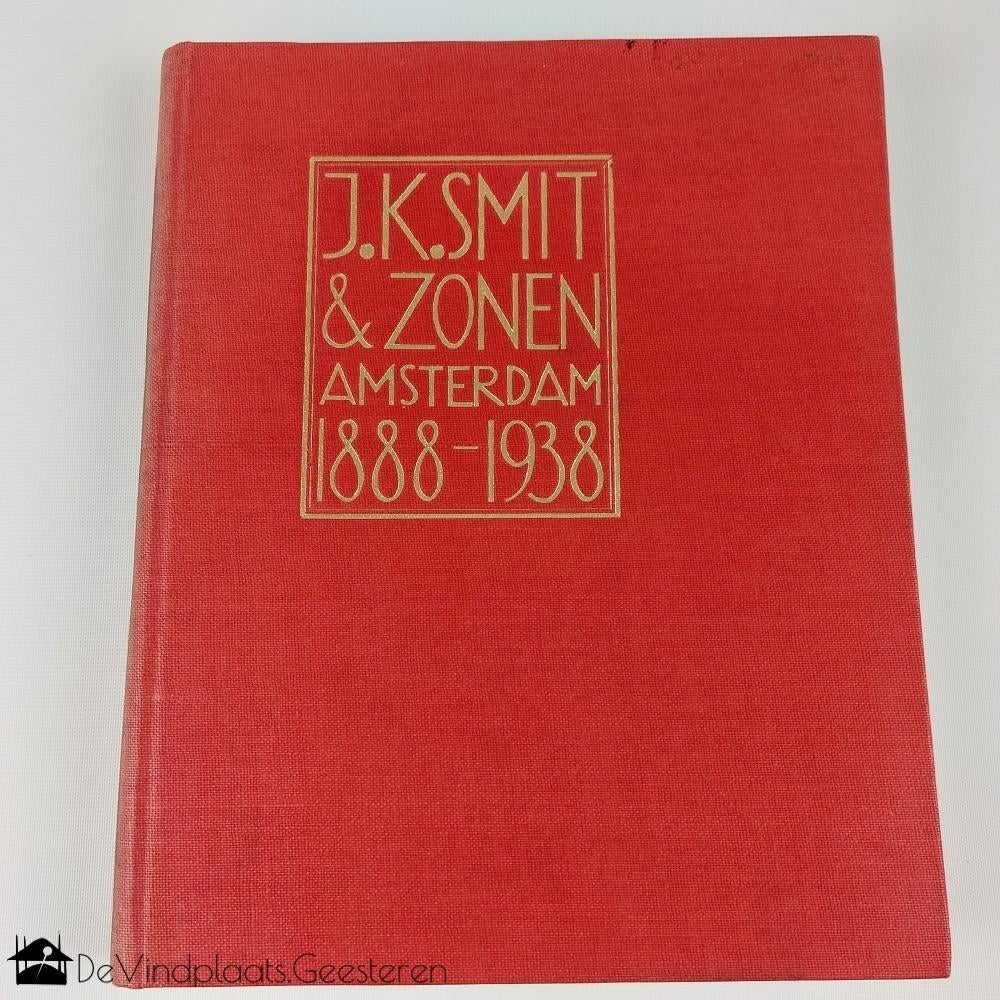 J.K.SMIT
& ZONEN
AMSTERDAM
1888-1938
DeVindplaats.Geesteren